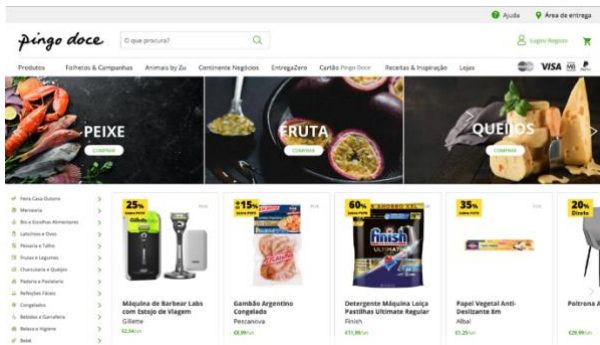 Ajuda Área de entrega
pingo doce
O que procura?
Login/ Registo
Produtos Folhetos & Campanhas Animais by Zu Continente Negócios EntregaZero Cartão Pingo Doce Receitas & Inspiração Lojas
VISA
PEIXE
COMPRAR
FRUTA
COMPRAR
QUEIJOS
COMPRAR
Feira Casa Outono
Mercearia
Bio e Escolhas Alimentares
Laticínios e Ovos
Peixaria e Talho
Frutas e Legumes
Charcutaria e Queijos
Padaria e Pastelaria
Refeições Fáceis
Congelados
Bebidas e Garrafeira
Beleza e Higiene
Bebé
25%
Gillette
Máquina de Barbear Labs
com Estojo de Viagem
Gillette
15%
Gambão Argentino
Congelado
Pescanova
60%
finish
ULTIMATE
Detergente Máquina Loiça
Pastilhas Ultimate Regular
Finish
35%
Papel Vegetal Anti-
Deslizante 8m
Albal
20%
Direto
Poltrona A